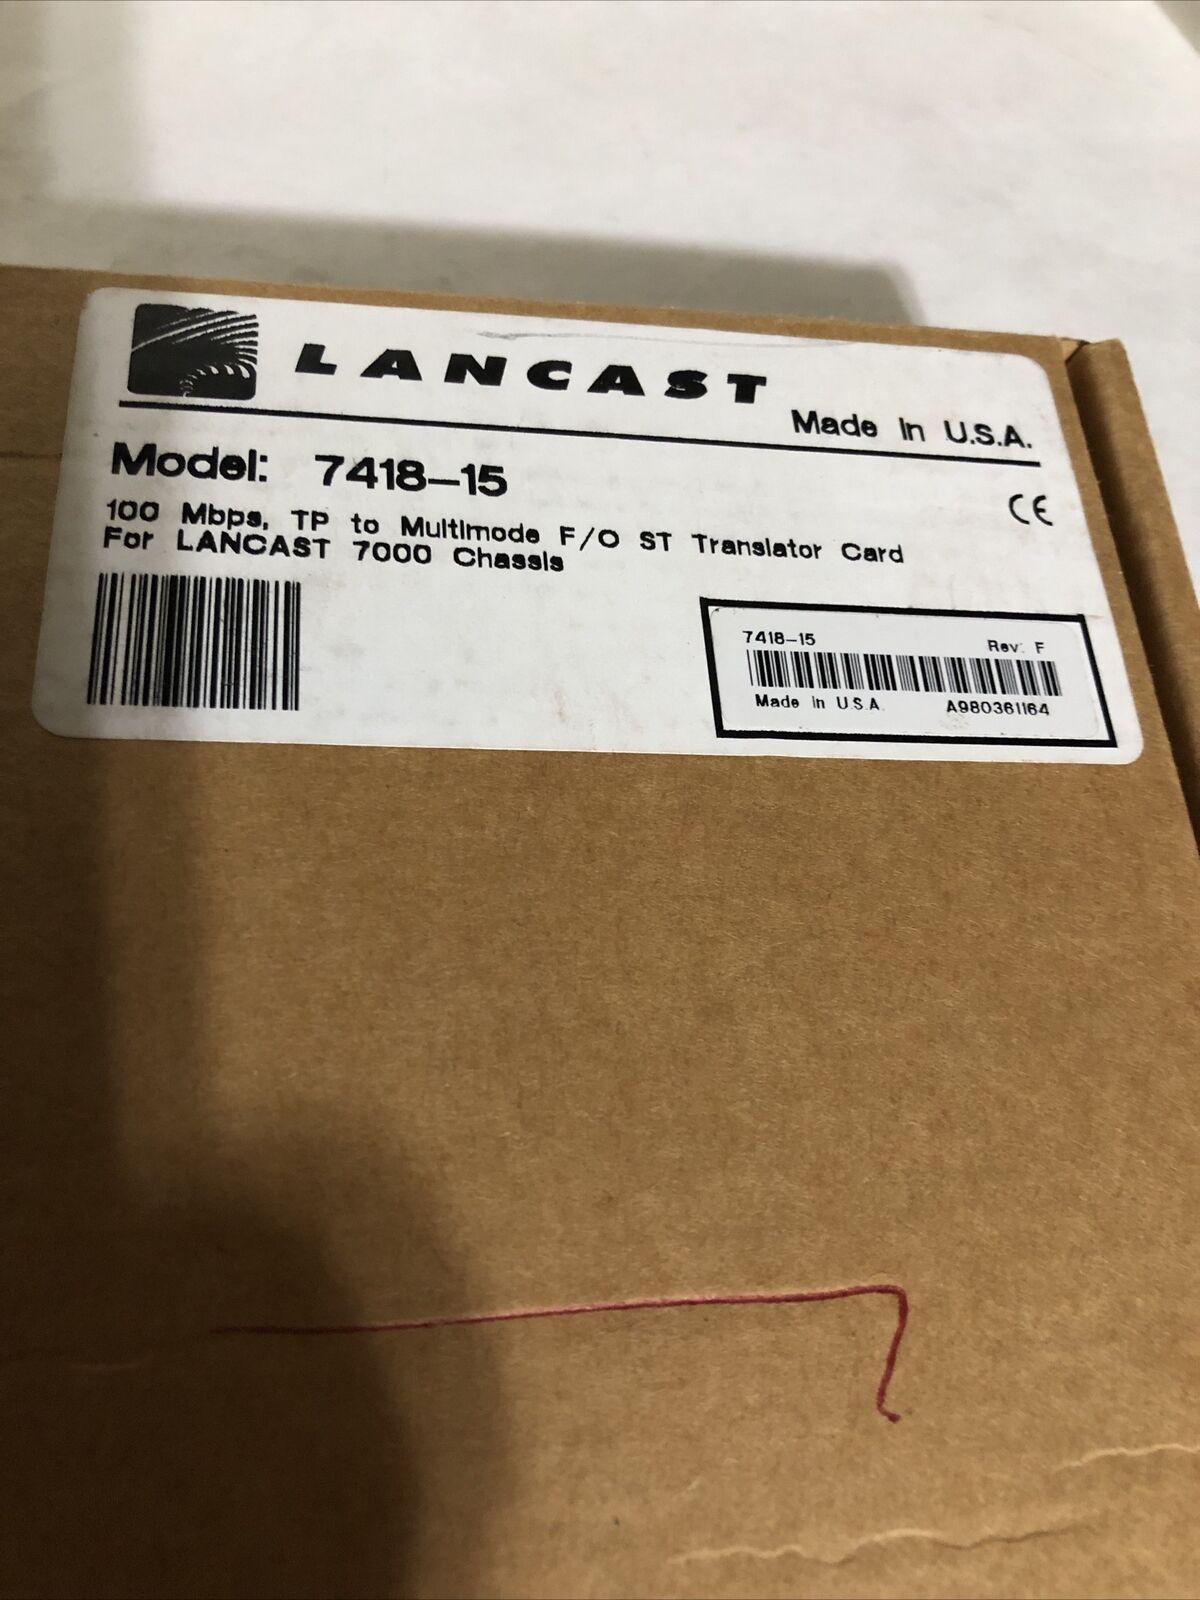 LANCAST
Made In U.S.A.
Model: 7418-15
CE
100 Mbps, TP to Multimode F/O ST Translator Card
For LANCAST 7000 Chassis
7418-15 Rev: F
Made In U.S.A. A980361164